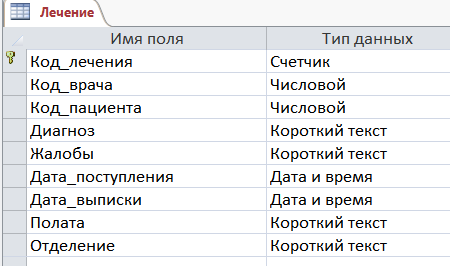 Лечение
Имя поля Тип данных
Код_лечения Счетчик
Код_врача Числовой
Код_пациента Числовой
Диагноз Короткий текст
Жалобы Короткий текст
Дата_поступления Дата и время
Дата_выписки Дата и время
Полата Короткий текст
Отделение Короткий текст